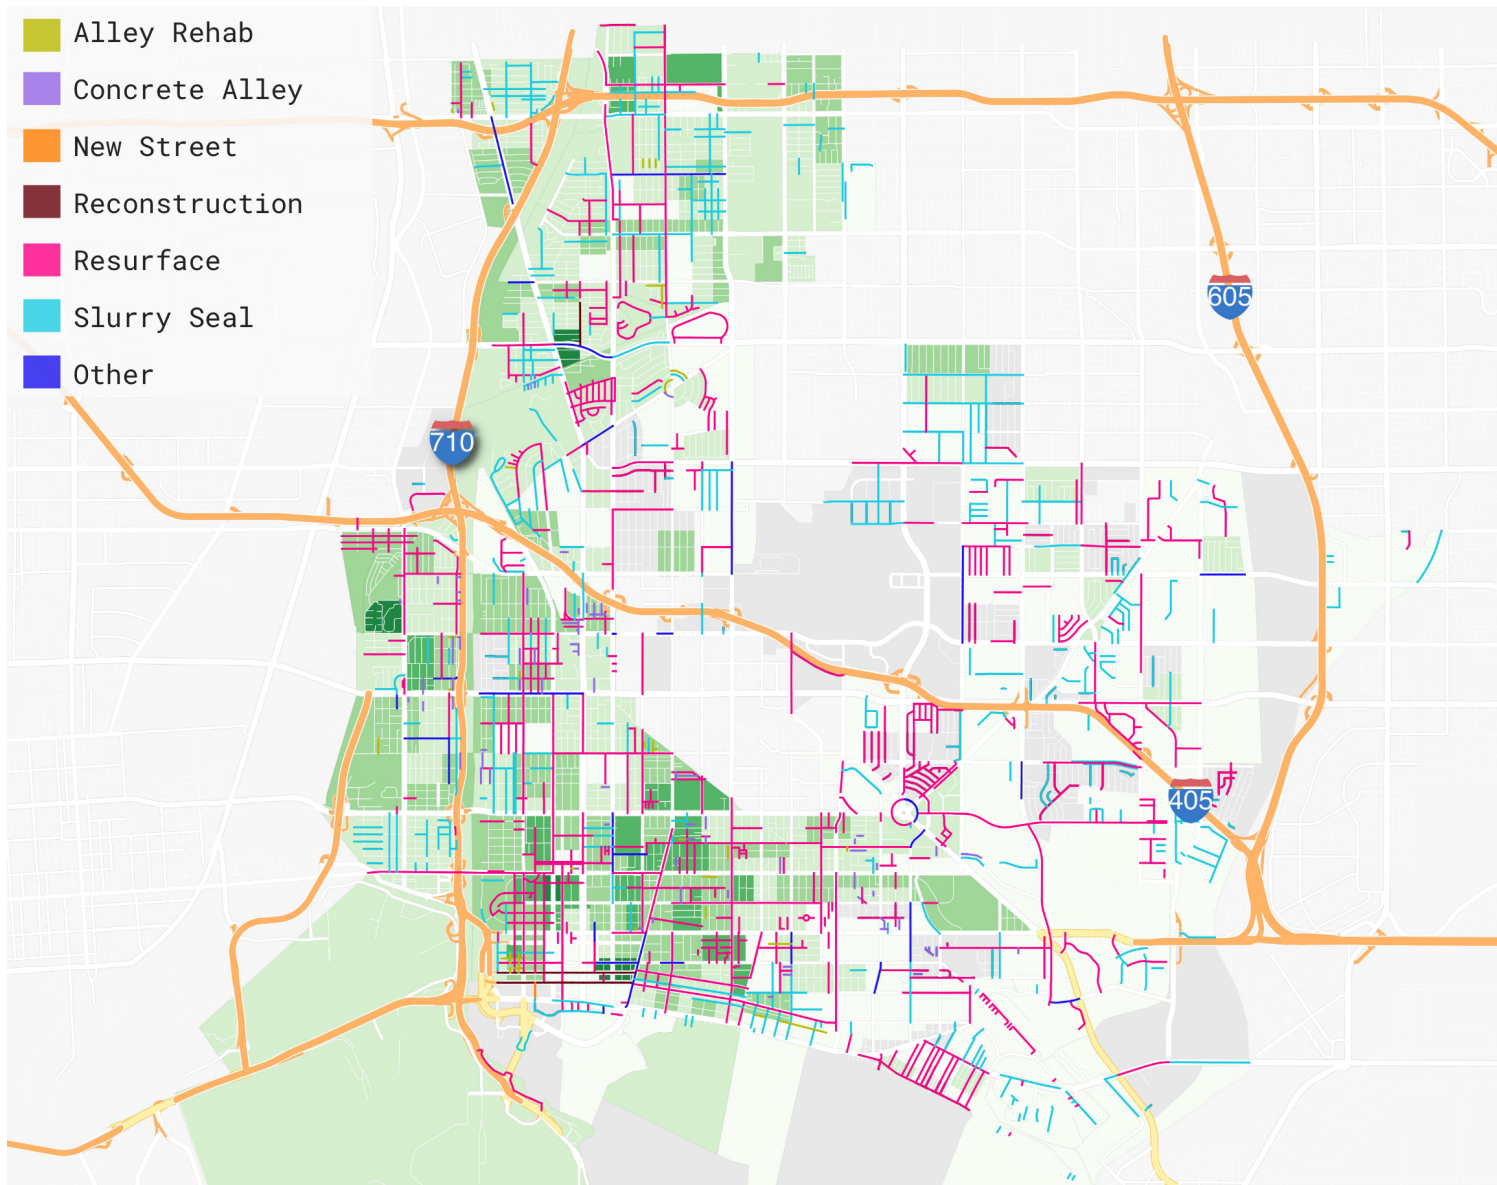 Alley Rehab
Concrete Alley
New Street
Reconstruction
Resurface
Slurry Seal
Other
605
710
405